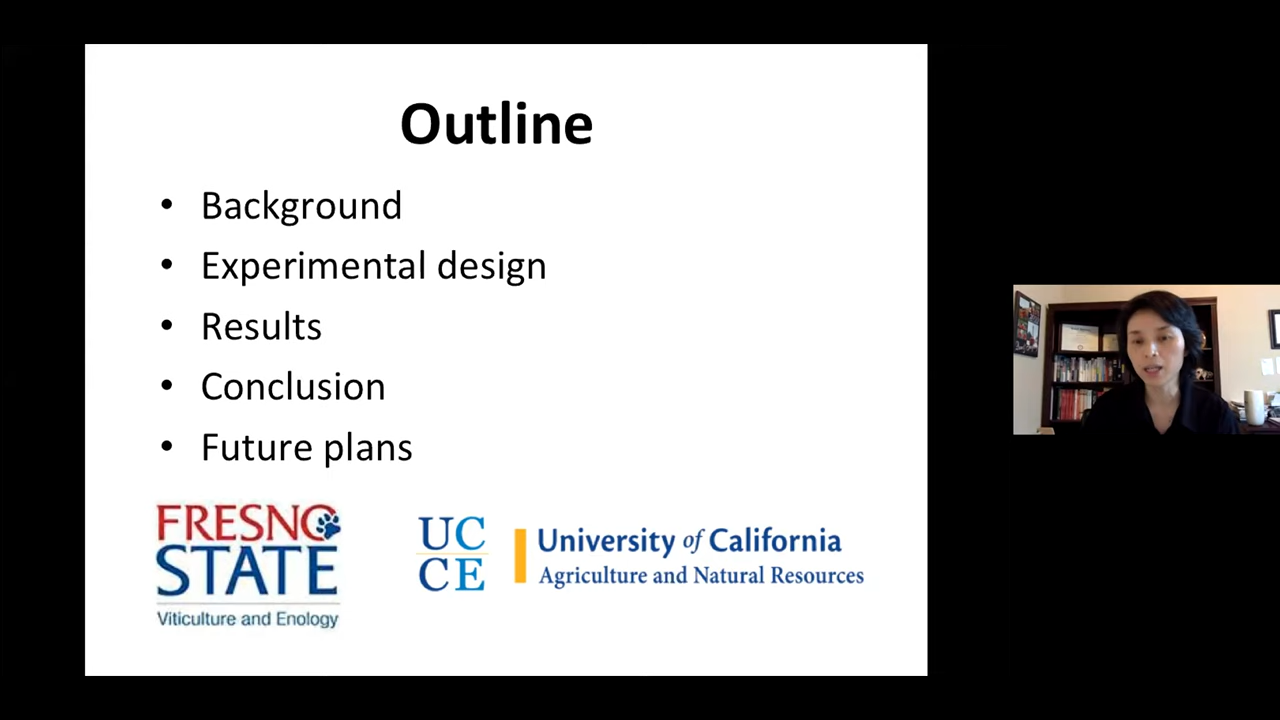 Outline
• Background
• Experimental design
• Results
• Conclusion
• Future plans
FRESNO
STATE
Viticulture and Enology
UC
CE
University of California
Agriculture and Natural Resources